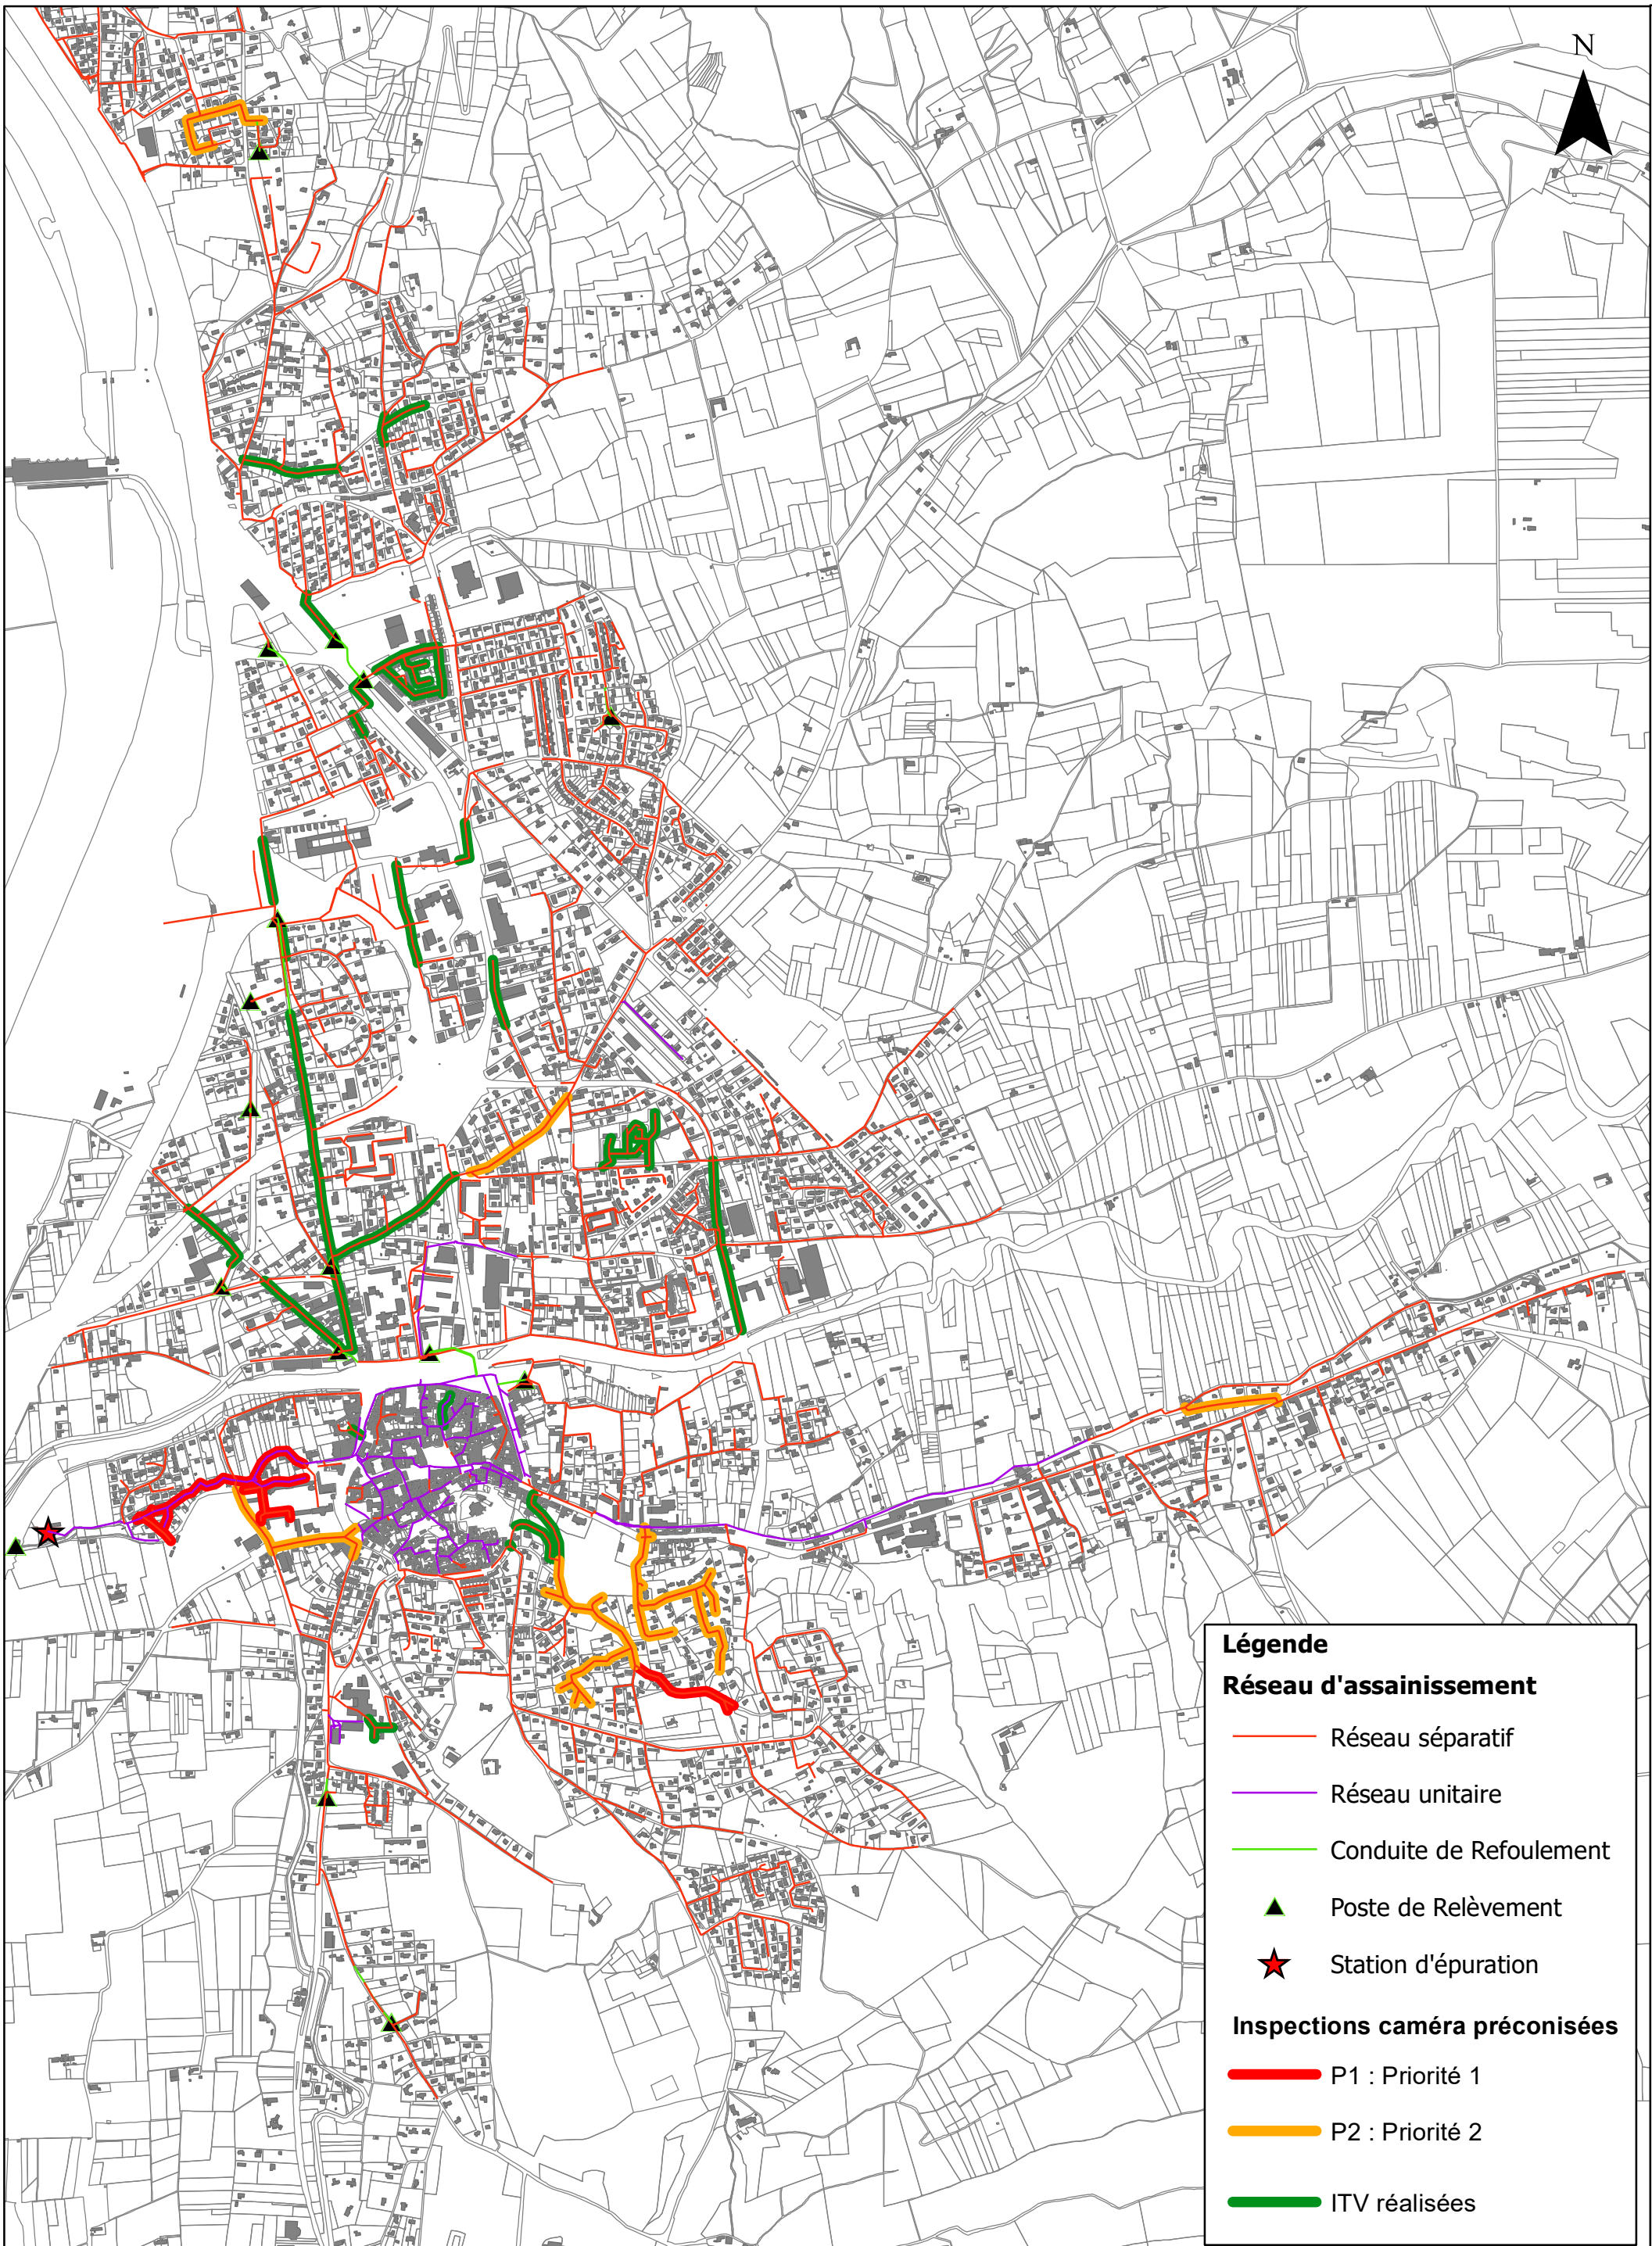 N
Légende
Réseau d'assainissement
Réseau séparatif
Réseau unitaire
Conduite de Refoulement
Poste de Relèvement
Station d'épuration
Inspections caméra préconisées
P1 : Priorité 1
P2 : Priorité 2
ITV réalisées